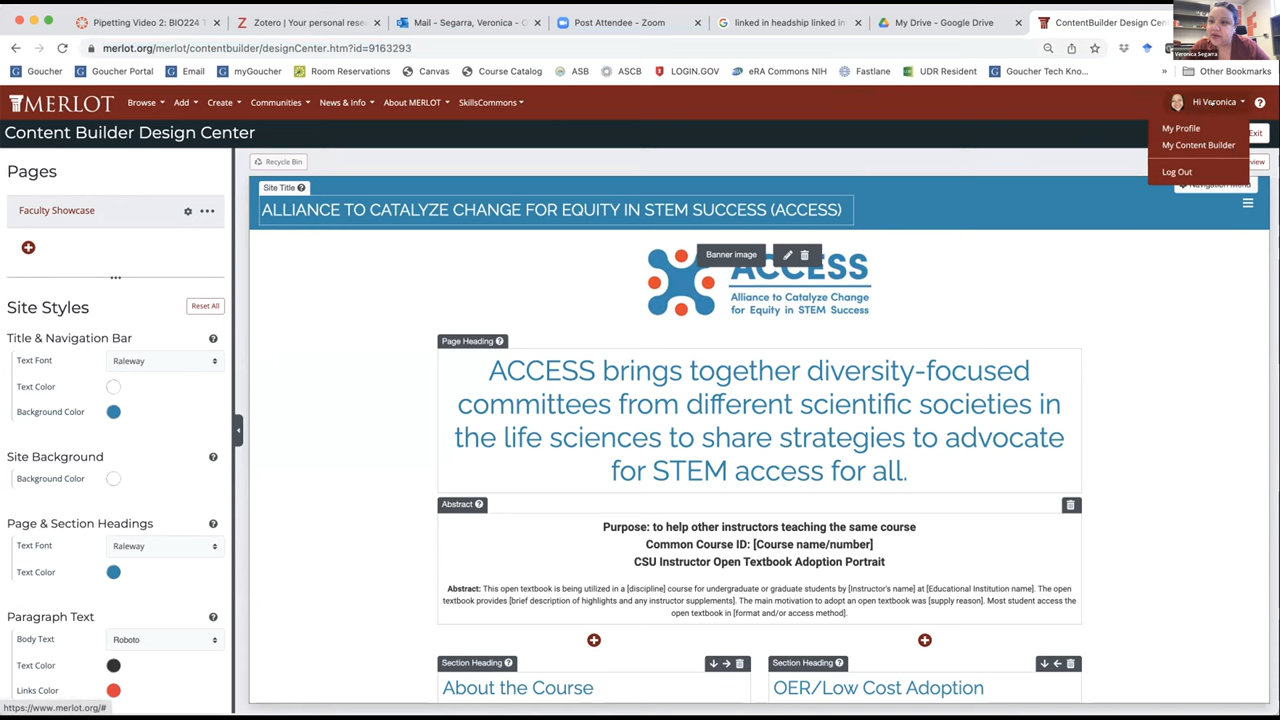 Pipetting Video 2: BIO224 T
Zotero | Your personal rese
Mail - Segarra, Veronica - O
Post Attendee - Zoom
linked in headship linked in
My Drive - Google Drive
ContentBuilder Design Cent
merlot.org/merlot/contentbuilder/designCenter.htm?id=9163293
Veronica Segarra
Goucher
Goucher Portal
Email
myGoucher
Room Reservations
Canvas
Course Catalog
ASB
ASCB
LOGIN.GOV
eRA Commons NIH
Fastlane
UDR Resident
Goucher Tech Kno...
»
Other Bookmarks
MERLOT
Browse
Add
Create
Communities
News & Info
About MERLOT
SkillsCommons
Hi Veronica
My Profile
My Content Builder
Log Out
Content Builder Design Center
Exit
Pages
Faculty Showcase
Recycle Bin
Site Title
ALLIANCE TO CATALYZE CHANGE FOR EQUITY IN STEM SUCCESS (ACCESS)
Navigation Menu
Banner image
ACCESS
Alliance to Catalyze Change
for Equity in STEM Success
Site Styles
Reset All
Title & Navigation Bar
Text Font
Raleway
Text Color
Background Color
Site Background
Background Color
Page & Section Headings
Text Font
Raleway
Text Color
Paragraph Text
Body Text
Roboto
Text Color
Links Color
Page Heading
ACCESS brings together diversity-focused
committees from different scientific societies in
the life sciences to share strategies to advocate
for STEM access for all.
Abstract
Purpose: to help other instructors teaching the same course
Common Course ID: [Course name/number]
CSU Instructor Open Textbook Adoption Portrait
Abstract: This open textbook is being utilized in a [discipline] course for undergraduate or graduate students by [Instructor's name] at [Educational Institution name]. The open
textbook provides [brief description of highlights and any instructor supplements]. The main motivation to adopt an open textbook was [supply reason]. Most student access the
open textbook in [format and/or access method].
Section Heading
About the Course
Section Heading
OER/Low Cost Adoption
https://www.merlot.org/#